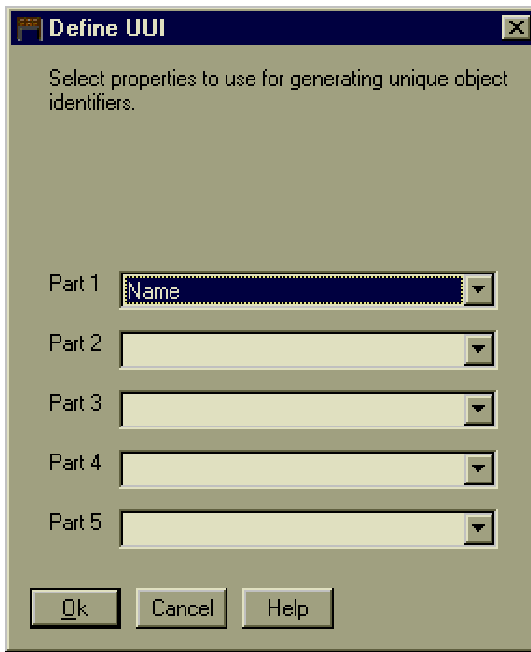 Define UUI
Select properties to use for generating unique object
identifiers.
Part 1 Name
Part 2
Part 3
Part 4
Part 5
Ok Cancel Help